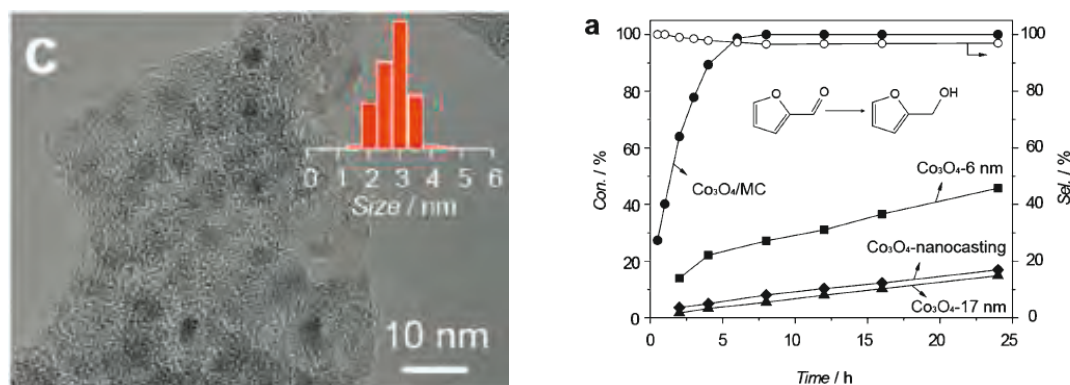 c
0 1 2 3 4 5 6
Size / nm
10 nm
a
100
80
60
40
20
0
Con. / %
100
80
60
40
20
0
Sel. / %
O
O
O
OH
Co₃O₄/MC
Co₃O₄-6 nm
Co₃O₄-nanocasting
Co₃O₄-17 nm
0 5 10 15 20 25
Time / h